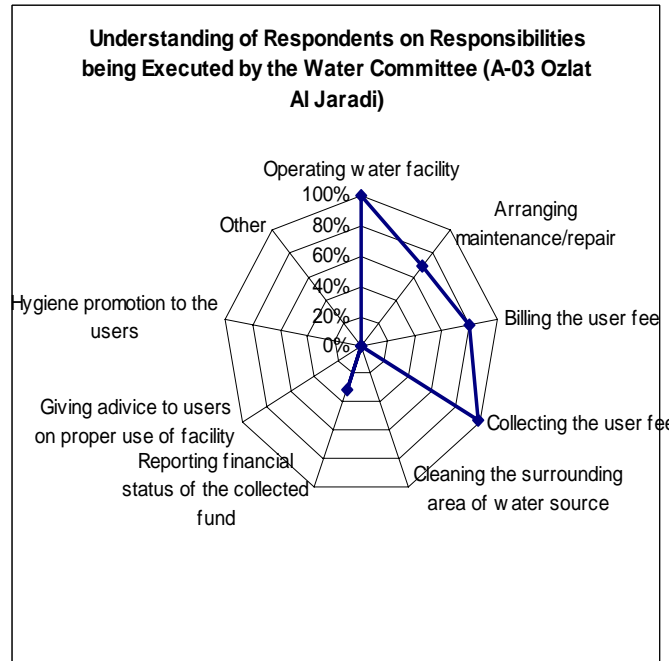 Understanding of Respondents on Responsibilities
being Executed by the Water Committee (A-03 Ozlat
Al Jaradi)
Operating water facility
100%
80%
60%
40%
20%
0%
Arranging
maintenance/repair
Billing the user fee
Collecting the user fee
Cleaning the surrounding
area of water source
Reporting financial
status of the collected
fund
Giving adivice to users
on proper use of facility
Hygiene promotion to the
users
Other